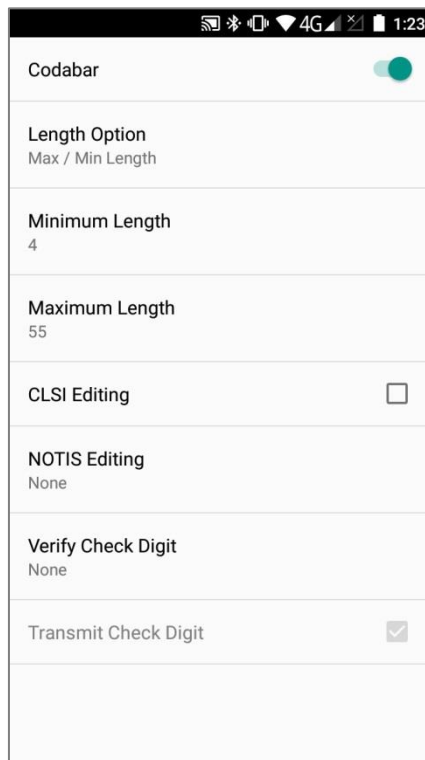 4G 1:23
Codabar
Length Option
Max / Min Length
Minimum Length
4
Maximum Length
55
CLSI Editing
NOTIS Editing
None
Verify Check Digit
None
Transmit Check Digit